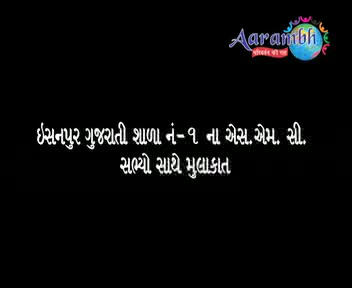 Aarambh
ઇસનપુર ગુજરાતી શાળા નં-૧ ના એસ.એમ. સી.
સભ્યો સાથે મુલાકાત